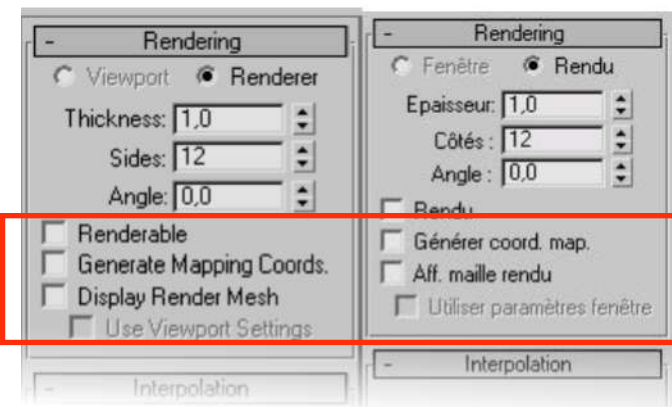 - Rendering
Viewport Renderer
Thickness: 1,0
Sides: 12
Angle: 0,0
Renderable
Generate Mapping Coords.
Display Render Mesh
Use Viewport Settings
- Interpolation
- Rendering
Fenêtre Rendu
Epaisseur: 1,0
Côtés : 12
Angle : 0,0
Rendu
Générer coord. map.
Aff. maille rendu
Utiliser paramètres fenêtre
- Interpolation